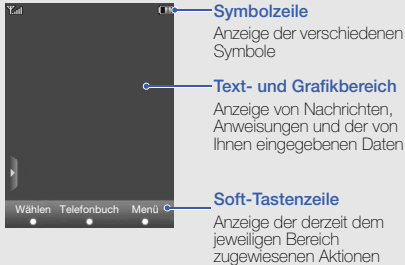 Symbolzeile
Anzeige der verschiedenen
Symbole
Text- und Grafikbereich
Anzeige von Nachrichten,
Anweisungen und der von
Ihnen eingegebenen Daten
Wählen Telefonbuch Menü
Soft-Tastenzeile
Anzeige der derzeit dem
jeweiligen Bereich
zugewiesenen Aktionen